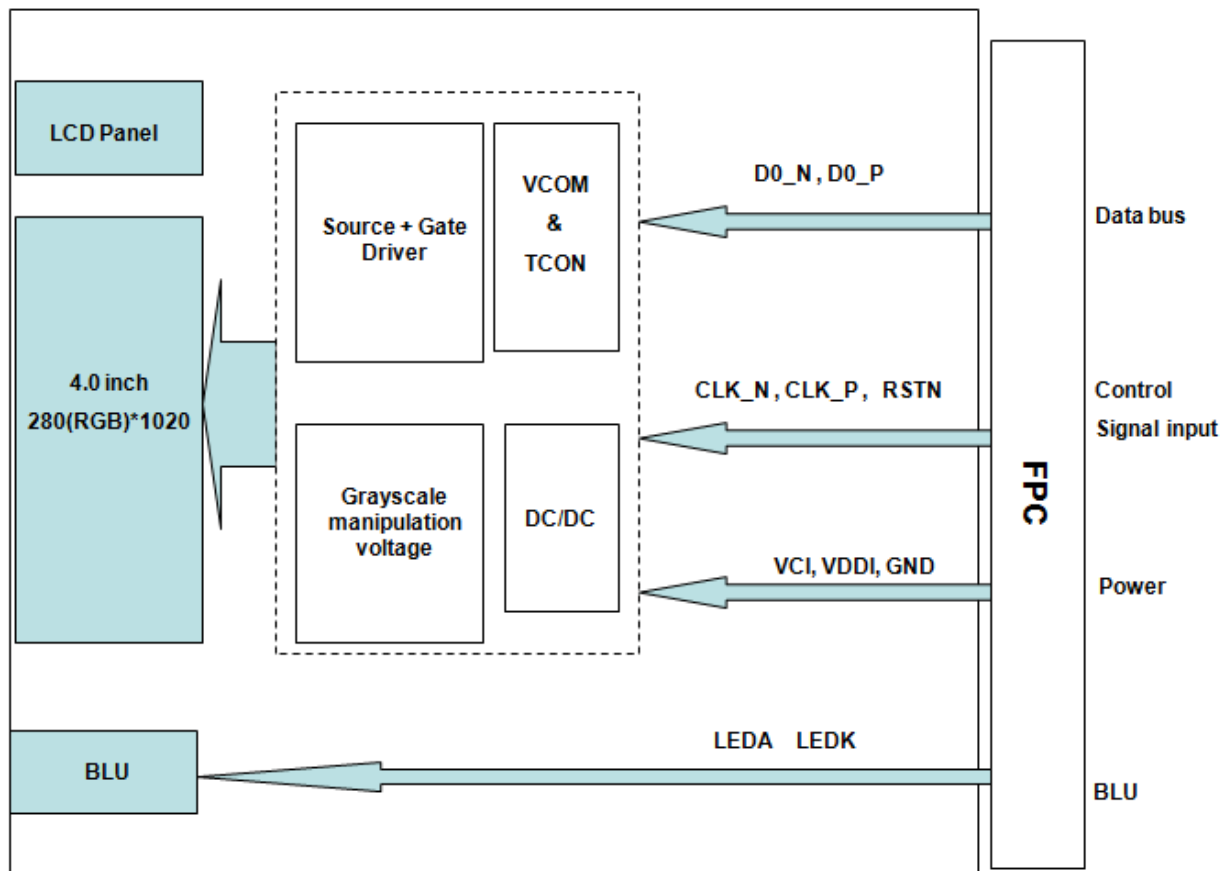 LCD Panel
4.0 inch
280(RGB)*1020
BLU
Source + Gate
Driver
VCOM
&
TCON
Grayscale
manipulation
voltage
DC/DC
D0_N , D0_P
CLK_N , CLK_P , RSTN
VCI, VDDI, GND
LEDA LEDK
FPC
Data bus
Control
Signal input
Power
BLU